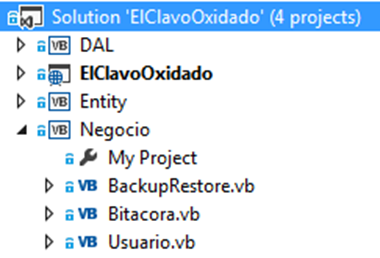 Solution 'ElClavoOxidado' (4 projects)
VB DAL
ElClavoOxidado
VB Entity
VB Negocio
My Project
VB BackupRestore.vb
VB Bitacora.vb
VB Usuario.vb